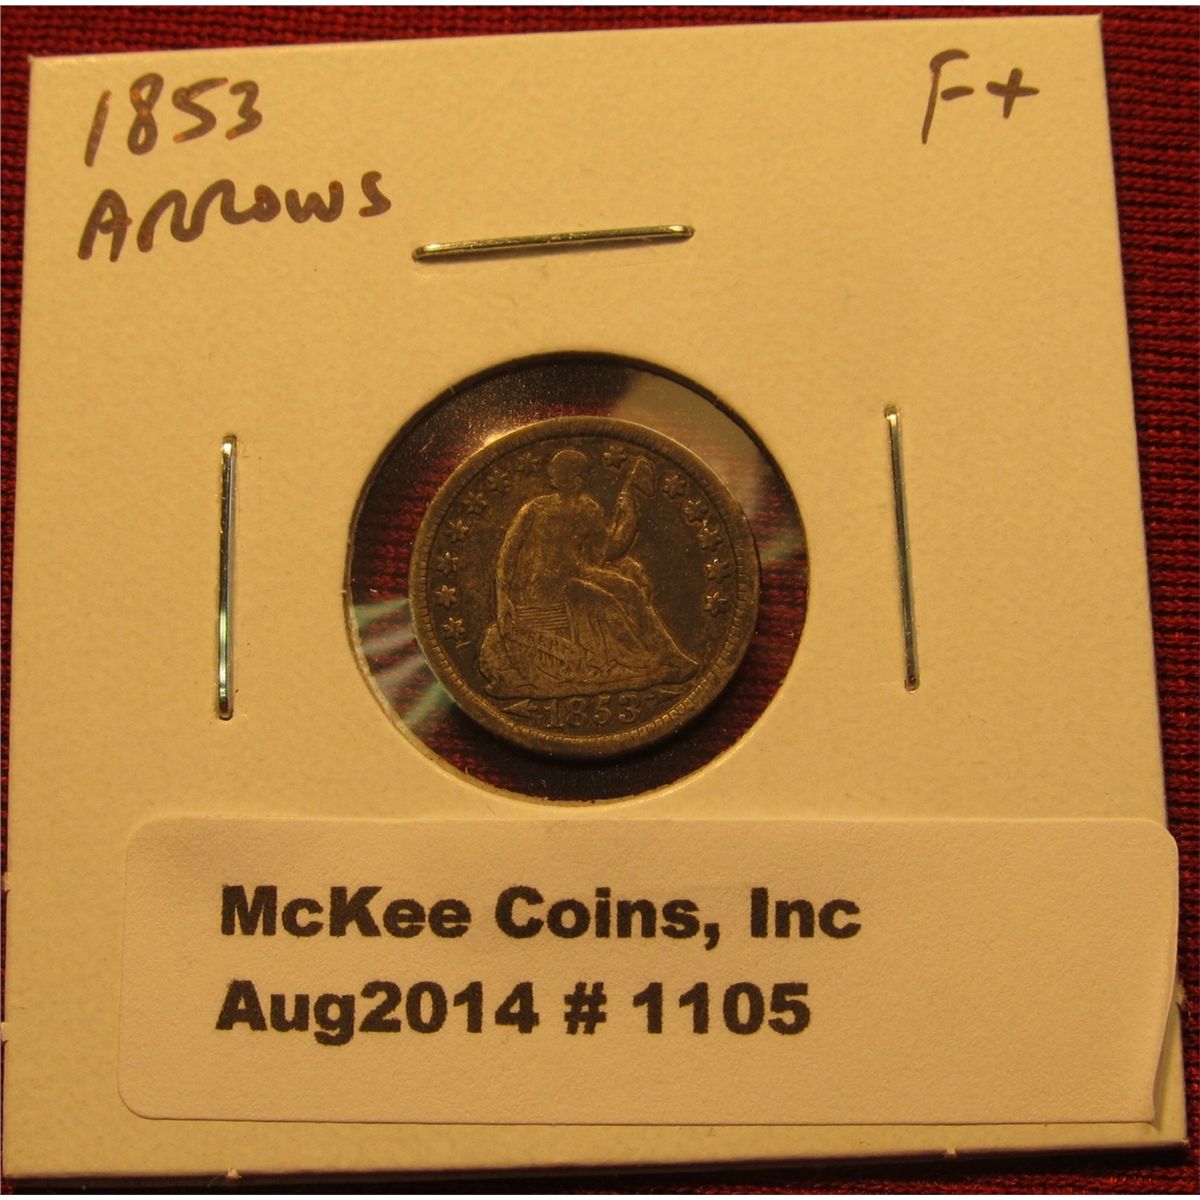 1853 F+
ARROWS
1853
McKee Coins, Inc
Aug2014 # 1105